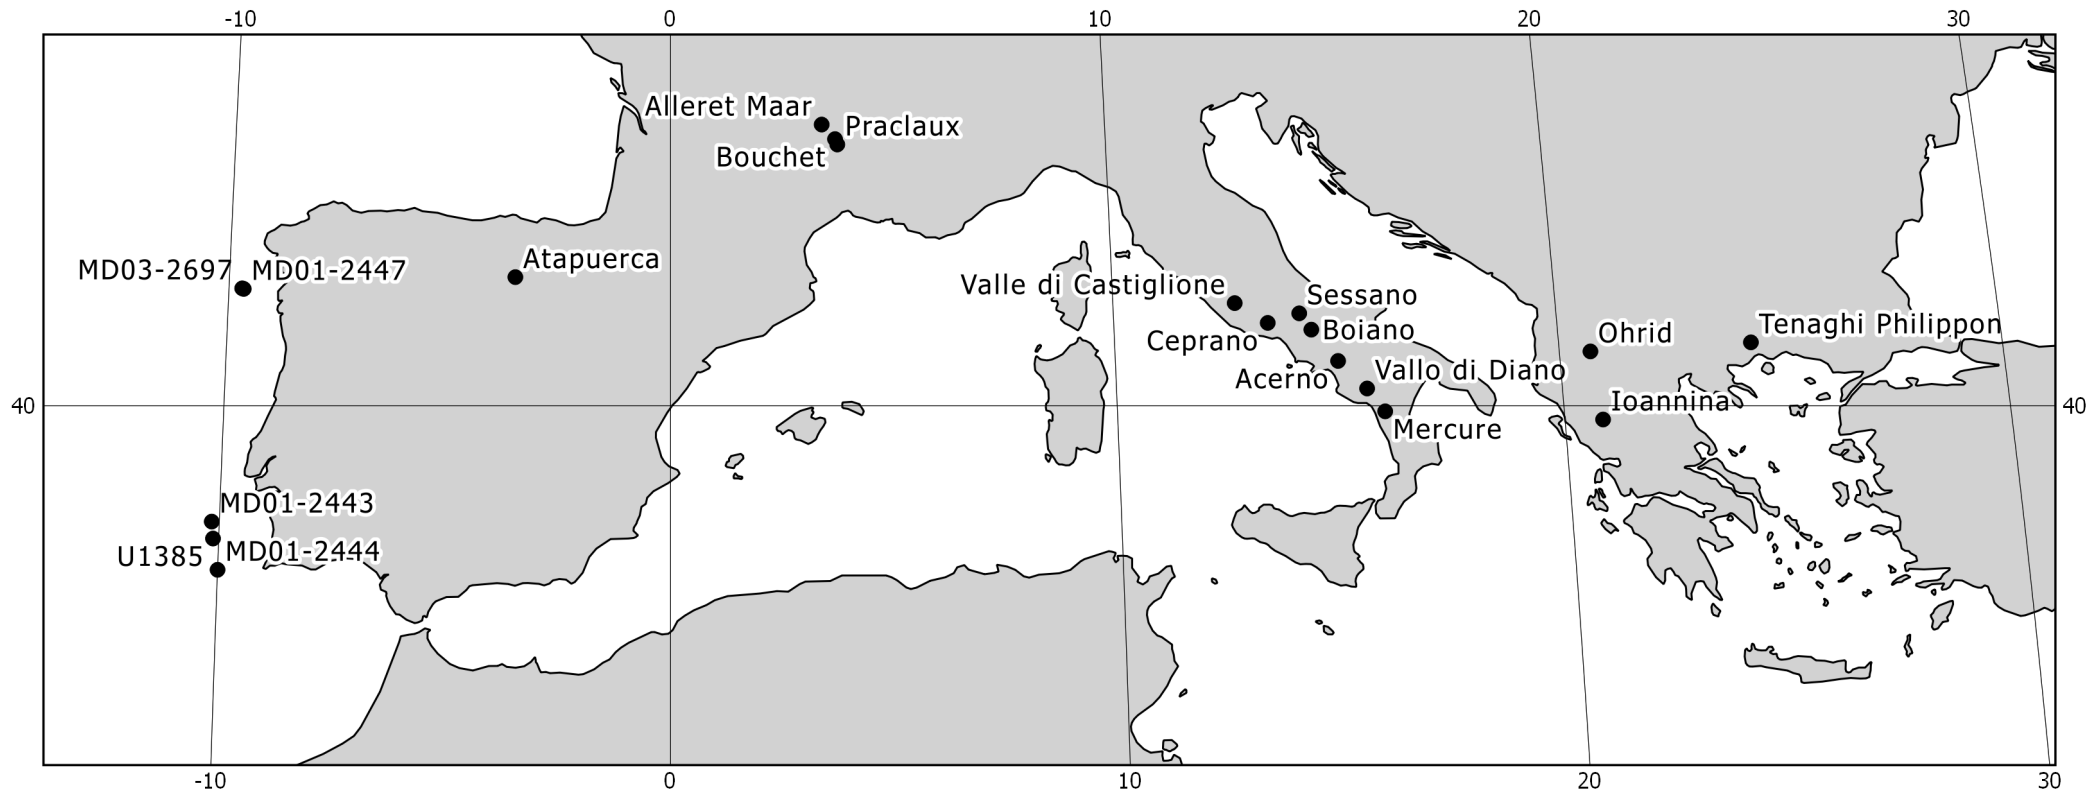 -10 0 10 20 30
Alleret Maar
Praclaux
Bouchet
Atapuerca
MD03-2697 MD01-2447
Valle di Castiglione
Sessano
Tenaghi Philippon
Boiano
Ohrid
Ceprano
Vallo di Diano
Acerno
Ioannina
40 40
Mercure
MD01-2443
MD01-2444
U1385
-10 0 10 20 30